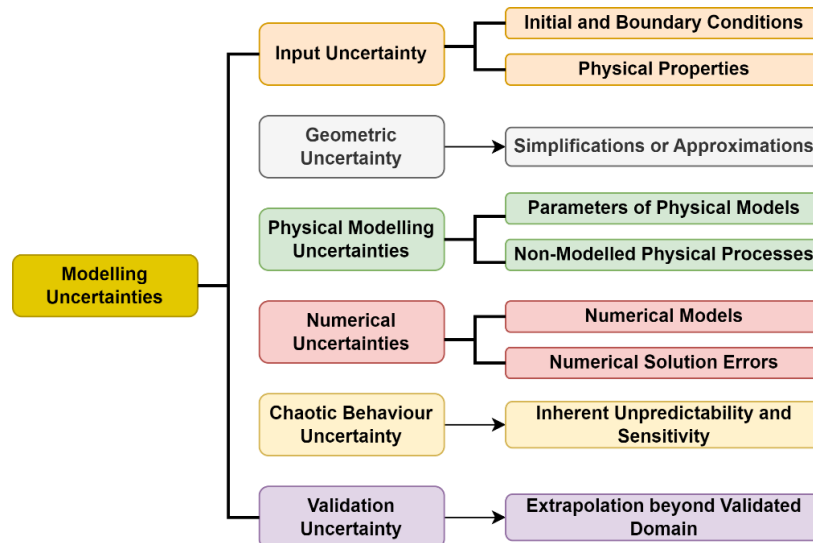 Modelling
Uncertainties
Input Uncertainty
Initial and Boundary Conditions
Physical Properties
Geometric
Uncertainty
Simplifications or Approximations
Physical Modelling
Uncertainties
Parameters of Physical Models
Non-Modelled Physical Processes
Numerical
Uncertainties
Numerical Models
Numerical Solution Errors
Chaotic Behaviour
Uncertainty
Inherent Unpredictability and
Sensitivity
Validation
Uncertainty
Extrapolation beyond Validated
Domain